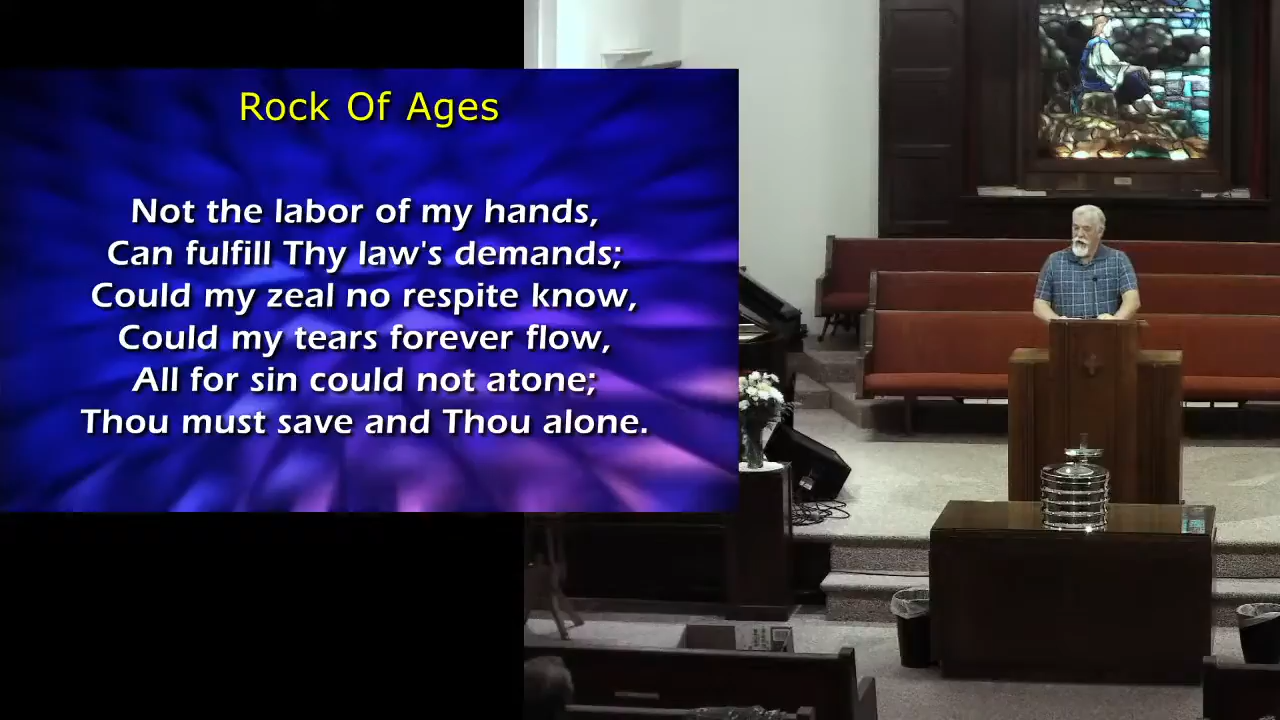 Rock Of Ages
Not the labor of my hands,
Can fulfill Thy law's demands;
Could my zeal no respite know,
Could my tears forever flow,
All for sin could not atone;
Thou must save and Thou alone.